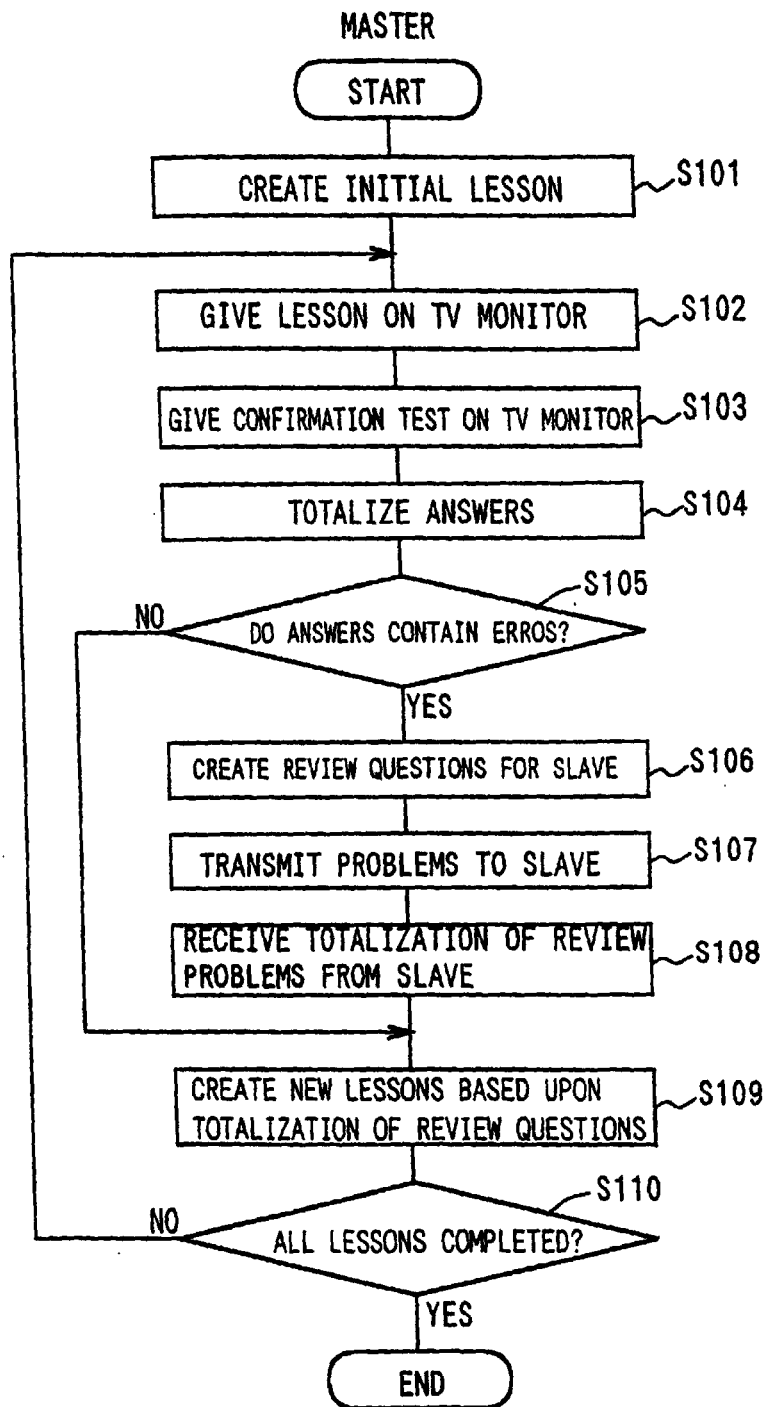 MASTER
START
CREATE INITIAL LESSON
S101
GIVE LESSON ON TV MONITOR
S102
GIVE CONFIRMATION TEST ON TV MONITOR
S103
TOTALIZE ANSWERS
S104
S105
NO
DO ANSWERS CONTAIN ERROS?
YES
CREATE REVIEW QUESTIONS FOR SLAVE
S106
TRANSMIT PROBLEMS TO SLAVE
S107
RECEIVE TOTALIZATION OF REVIEW
PROBLEMS FROM SLAVE
S108
CREATE NEW LESSONS BASED UPON
TOTALIZATION OF REVIEW QUESTIONS
S109
S110
NO
ALL LESSONS COMPLETED?
YES
END